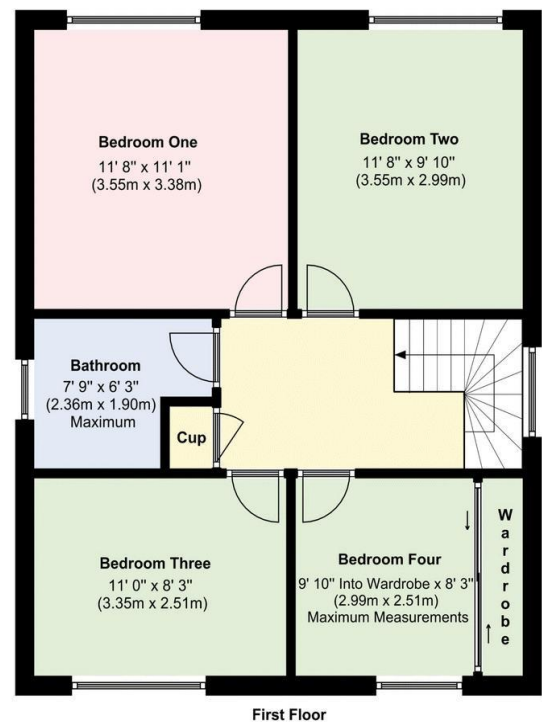 Bedroom One
11' 8" x 11' 1"
(3.55m x 3.38m)
Bedroom Two
11' 8" x 9' 10"
(3.55m x 2.99m)
Bathroom
7' 9" x 6' 3"
(2.36m x 1.90m)
Maximum
Cup
Bedroom Three
11' 0" x 8' 3"
(3.35m x 2.51m)
Bedroom Four
9' 10" Into Wardrobe x 8' 3"
(2.99m x 2.51m)
Maximum Measurements
Wardrobe
First Floor